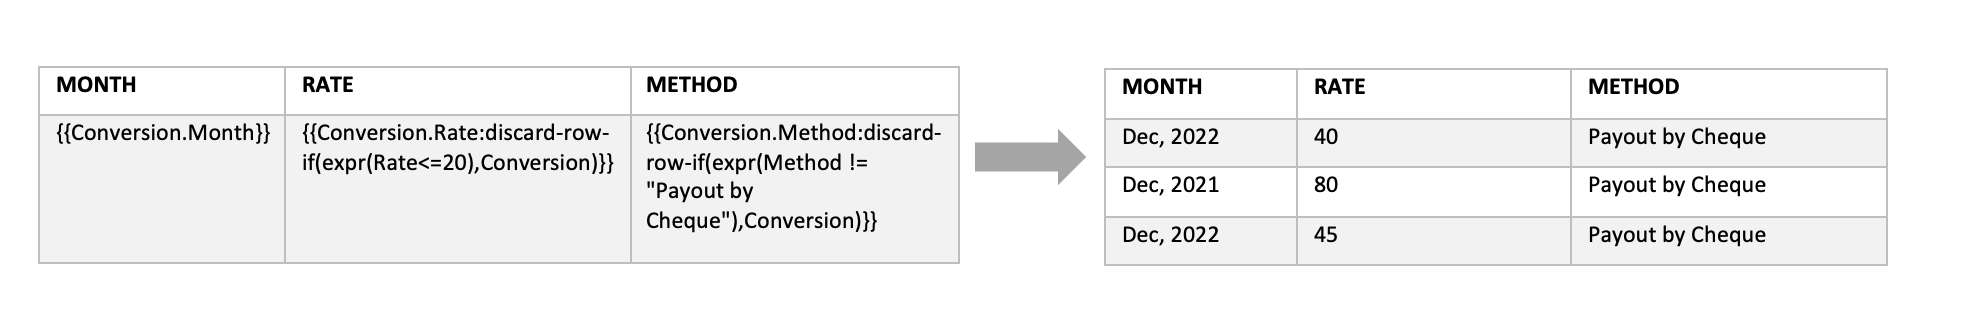 MONTH RATE METHOD
{{Conversion.Month}} {{Conversion.Rate:discard-row- {{Conversion.Method:discard-
if(expr(Rate<=20),Conversion)}} row-if(expr(Method !=
"Payout by
Cheque"),Conversion)}}
MONTH RATE METHOD
Dec, 2022 40 Payout by Cheque
Dec, 2021 80 Payout by Cheque
Dec, 2022 45 Payout by Cheque